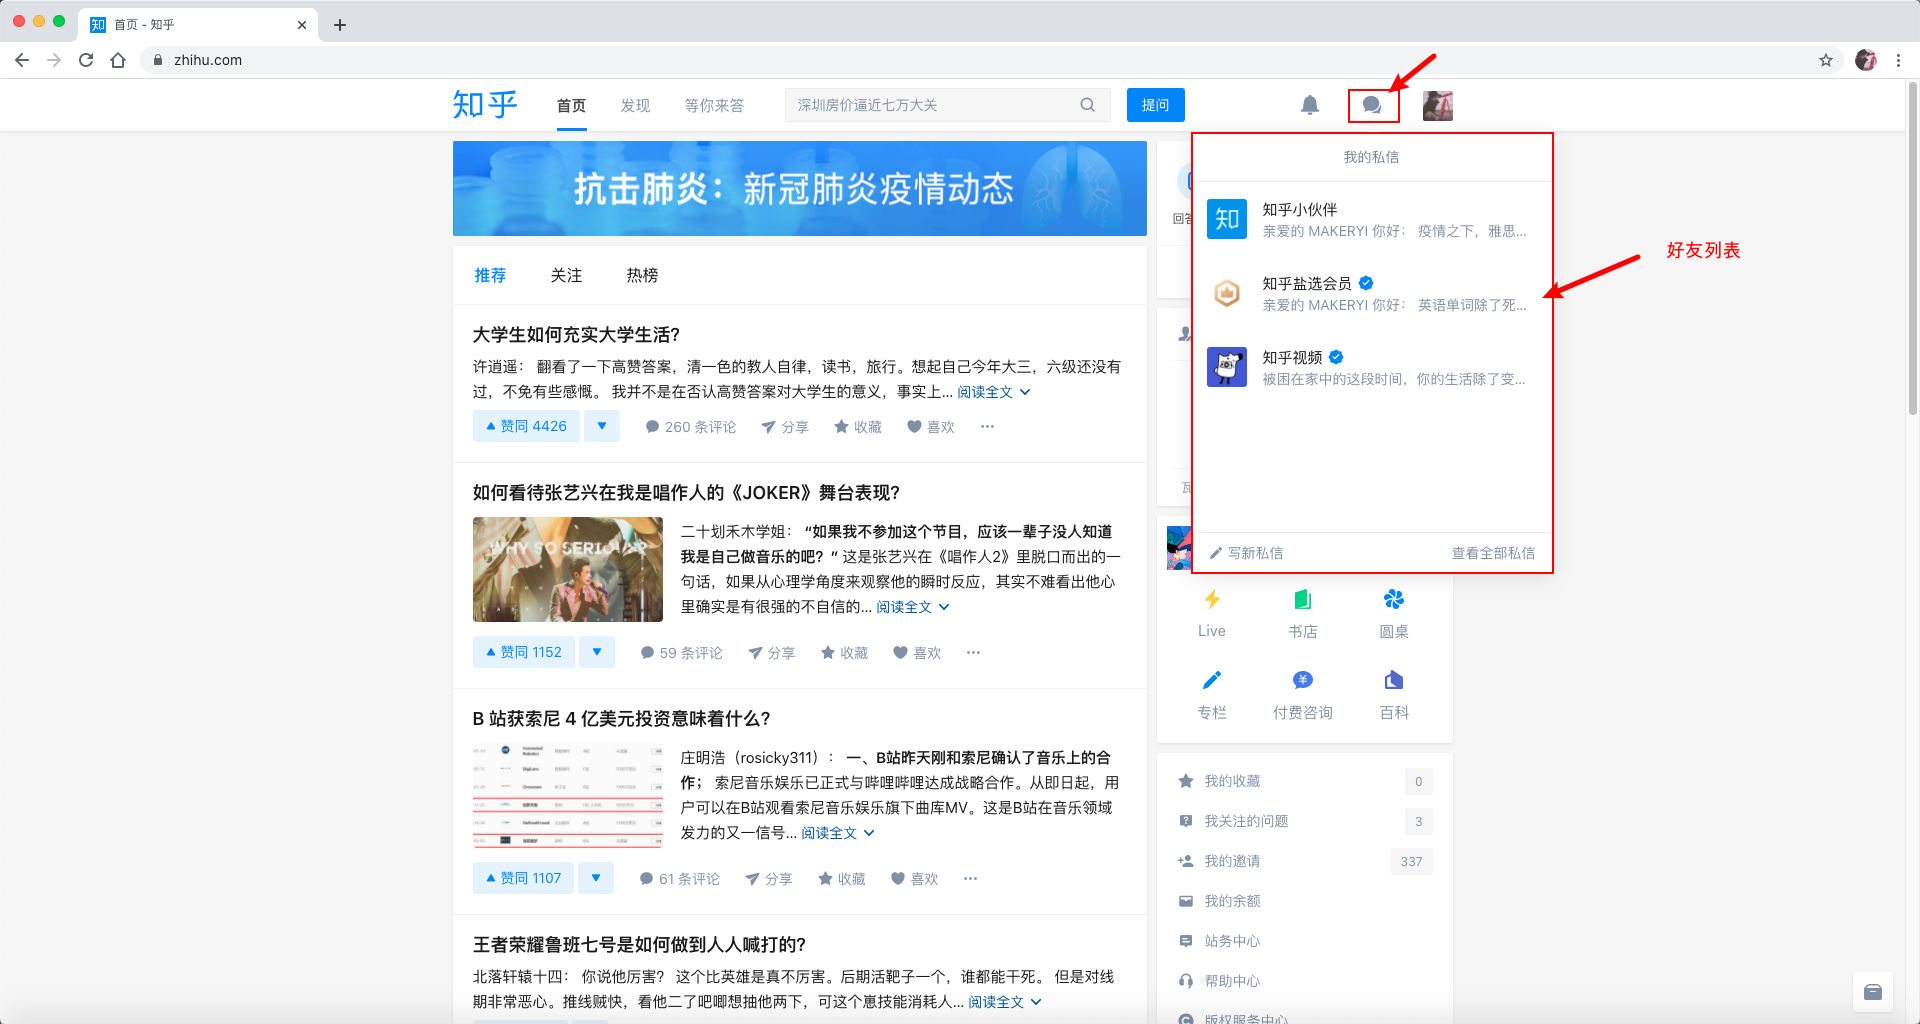 首页 - 知乎
zhihu.com
知乎
首页
发现
等你来答
深圳房价逼近七万大关
提问
抗击肺炎：新冠肺炎疫情动态
推荐
关注
热榜
大学生如何充实大学生活?
许逍遥： 翻看了一下高赞答案，清一色的教人自律，读书，旅行。想起自己今年大三，六级还没有
过，不免有些感慨。 我并不是在否认高赞答案对大学生的意义，事实上... 阅读全文
赞同 4426
260 条评论
分享
收藏
喜欢
如何看待张艺兴在我是唱作人的《JOKER》舞台表现?
WHY SO SERIOUS?
二十划禾木学姐： “如果我不参加这个节目，应该一辈子没人知道
我是自己做音乐的吧？” 这是张艺兴在《唱作人2》里脱口而出的一
句话，如果从心理学角度来观察他的瞬时反应，其实不难看出他心
里确实是有很强的不自信的... 阅读全文
赞同 1152
59 条评论
分享
收藏
喜欢
B 站获索尼 4 亿美元投资意味着什么?
庄明浩（rosicky311）： 一、B站昨天刚和索尼确认了音乐上的合
作； 索尼音乐娱乐已正式与哔哩哔哩达成战略合作。从即日起，用
户可以在B站观看索尼音乐娱乐旗下曲库MV。这是B站在音乐领域
发力的又一信号... 阅读全文
赞同 1107
61 条评论
分享
收藏
喜欢
王者荣耀鲁班七号是如何做到人人喊打的?
北落轩辕十四： 你说他厉害？ 这个比英雄是真不厉害。后期活靶子一个，谁都能干死。 但是对线
期非常恶心。推线贼快，看他二了吧唧想抽他两下，可这个崽技能消耗人... 阅读全文
我的私信
知
知乎小伙伴
亲爱的 MAKERYI 你好： 疫情之下，雅思...
知乎盐选会员
亲爱的 MAKERYI 你好： 英语单词除了死...
知乎视频
被困在家中的这段时间，你的生活除了变...
写新私信
查看全部私信
好友列表
回答
瓦
Live
书店
圆桌
专栏
付费咨询
百科
我的收藏
0
我关注的问题
3
我的邀请
337
我的余额
站务中心
帮助中心
版权服务中心